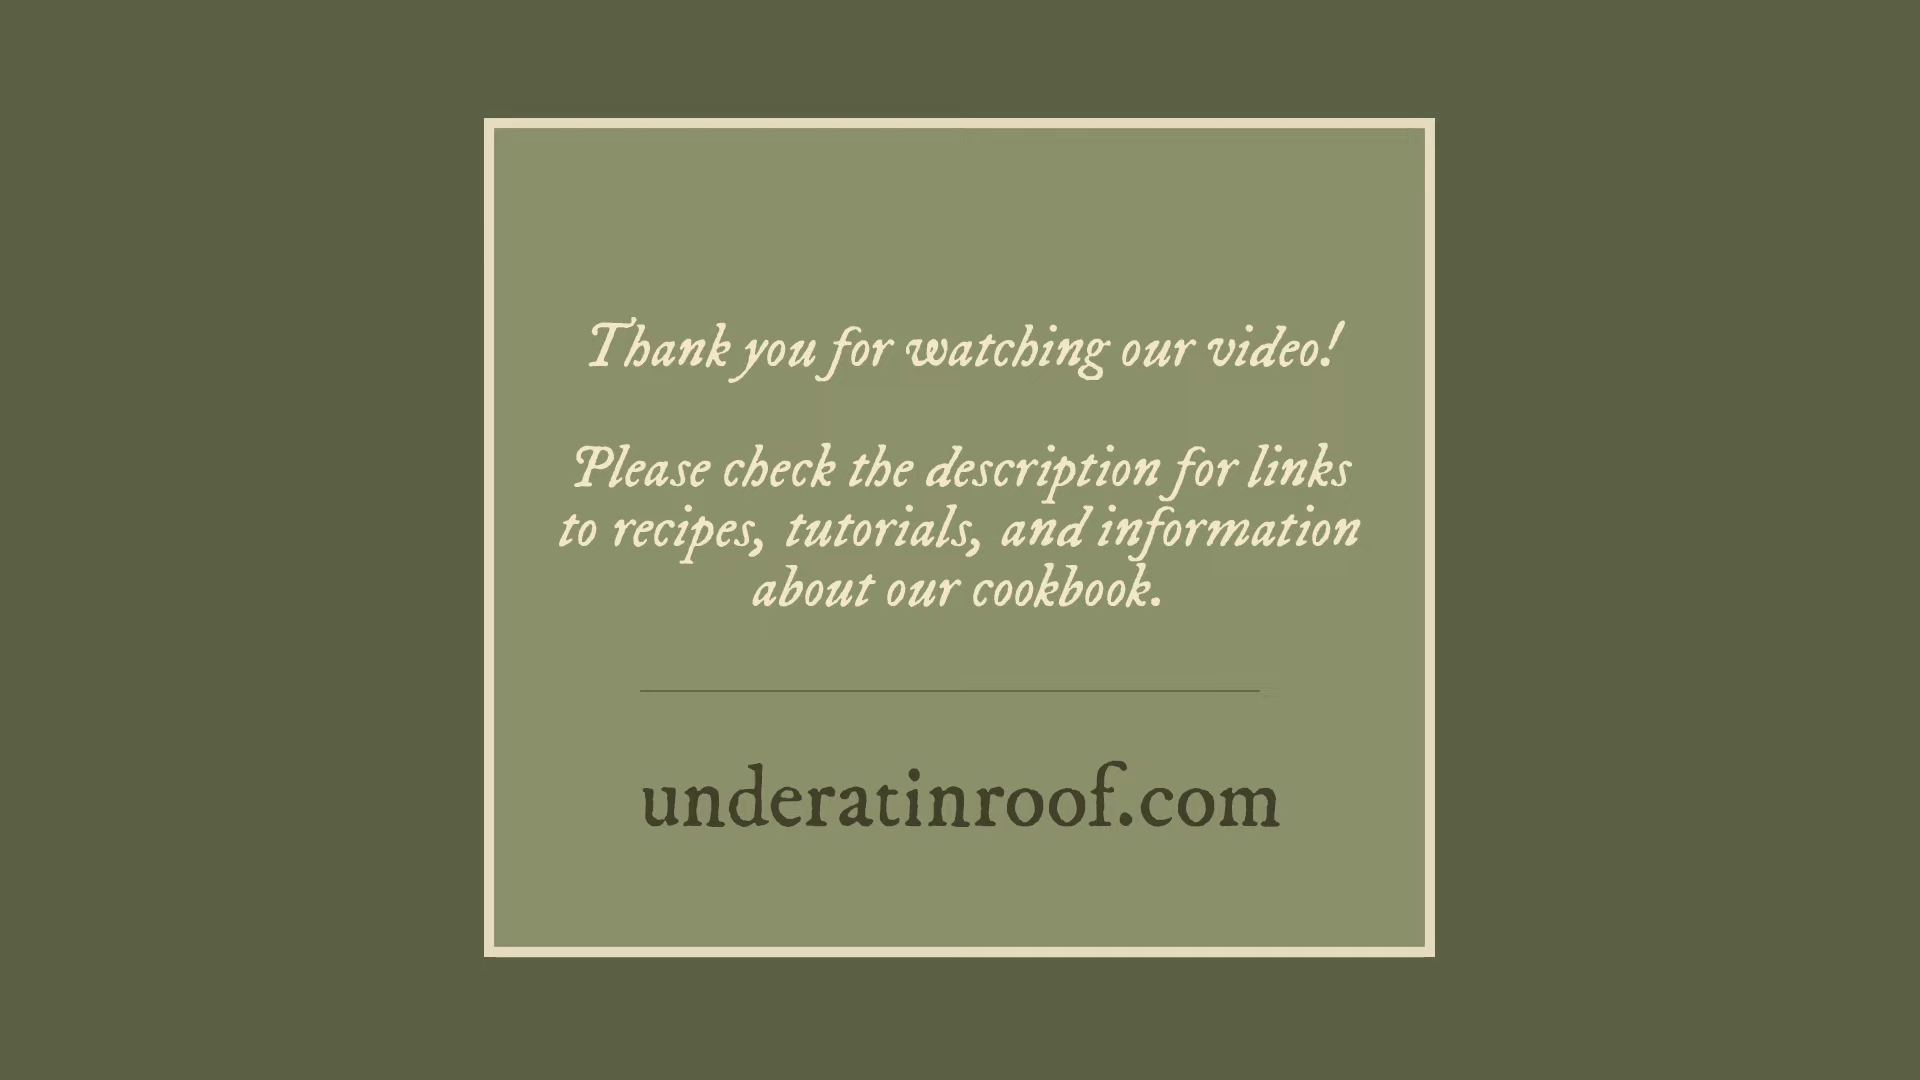 Thank you for watching our video!
Please check the description for links
to recipes, tutorials, and information
about our cookbook.
underatinroof.com